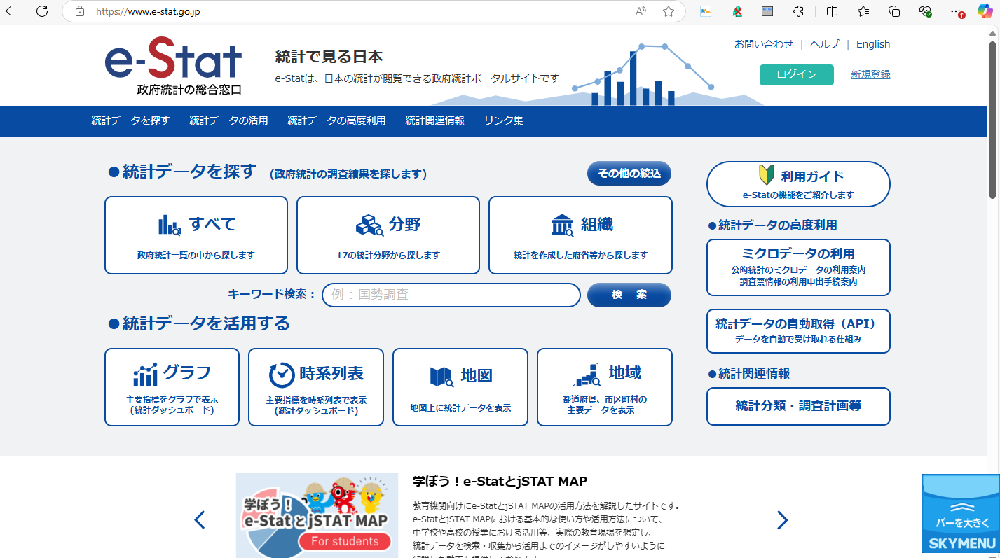 https://www.e-stat.go.jp
e-Stat
政府統計の総合窓口
統計で見る日本
e-Statは、日本の統計が閲覧できる政府統計ポータルサイトです
お問い合わせ | ヘルプ | English
ログイン
新規登録
統計データを探す 統計データの活用 統計データの高度利用 統計関連情報 リンク集
●統計データを探す (政府統計の調査結果を探します)
その他の絞込
すべて
政府統計一覧の中から探します
分野
17の統計分野から探します
組織
統計を作成した府省等から探します
キーワード検索：
例：国勢調査
検 索
●統計データを活用する
グラフ
主要指標をグラフで表示
(統計ダッシュボード)
時系列表
主要指標を時系列表で表示
(統計ダッシュボード)
地図
地図上に統計データを表示
地域
都道府県、市区町村の
主要データを表示
利用ガイド
e-Statの機能をご紹介します
●統計データの高度利用
ミクロデータの利用
公的統計のミクロデータの利用案内
調査票情報の利用申出手続案内
統計データの自動取得（API）
データを自動で受け取れる仕組み
●統計関連情報
統計分類・調査計画等
学ぼう！
e-StatとjSTAT MAP
For students
学ぼう！e-StatとjSTAT MAP
教育機関向けにe-StatとjSTAT MAPの活用方法を解説したサイトです。
e-StatとjSTAT MAPにおける基本的な使い方や活用方法について、
中学校や高校の授業における活用等、実際の教育現場を想定し、
統計データを検索・収集から活用までのイメージがしやすいように
バーを大きく
SKYMENU